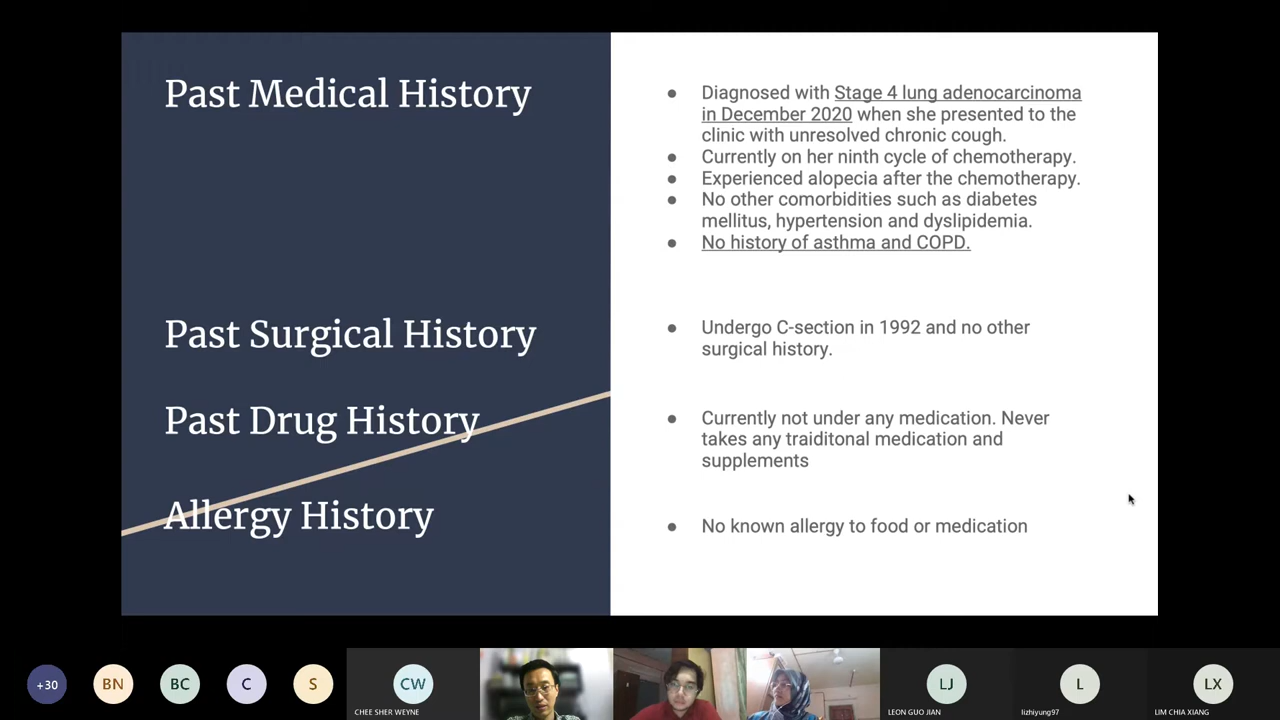 Past Medical History
● Diagnosed with Stage 4 lung adenocarcinoma
in December 2020 when she presented to the
clinic with unresolved chronic cough.
● Currently on her ninth cycle of chemotherapy.
● Experienced alopecia after the chemotherapy.
● No other comorbidities such as diabetes
mellitus, hypertension and dyslipidemia.
● No history of asthma and COPD.
Past Surgical History
● Undergo C-section in 1992 and no other
surgical history.
Past Drug History
● Currently not under any medication. Never
takes any traiditonal medication and
supplements
Allergy History
● No known allergy to food or medication
+30
BN
BC
C
S
CW
CHEE SHER WEYNE
LJ
LEON GUO JIAN
L
lizhiyung97
LX
LIM CHIA XIANG